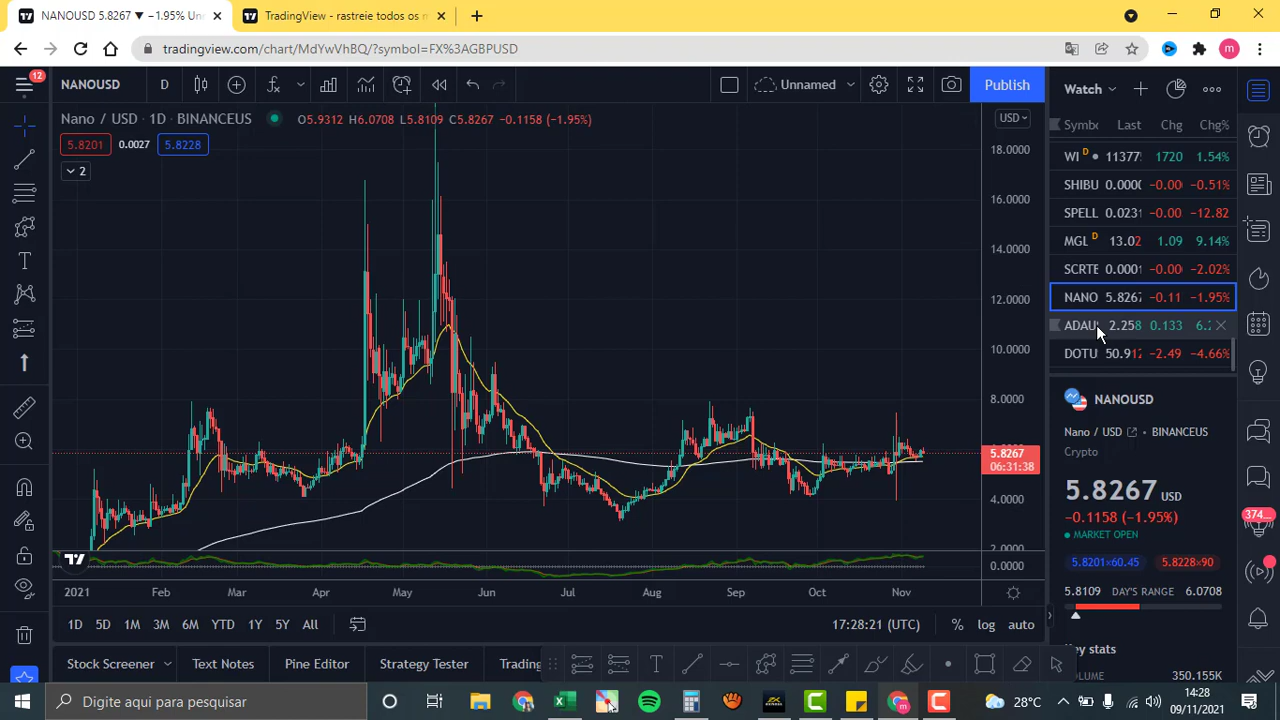 NANOUSD 5.8267 ▼ −1.95% Un
TradingView - rastreie todos os m
tradingview.com/chart/MdYwVhBQ/?symbol=FX%3AGBPUSD
m
12
NANOUSD
D
Unnamed
Publish
Watch
Nano / USD · 1D · BINANCEUS
O5.9312 H6.0708 L5.8109 C5.8267 −0.1158 (−1.95%)
USD
Symbo Last Chg Chg%
5.8201 0.0027 5.8228
2
18.0000
16.0000
14.0000
12.0000
10.0000
8.0000
5.8267
06:31:38
4.0000
2.0000
0.0000
WI D 11377 1720 1.54%
SHIBU 0.0000 −0.00 −0.51%
SPELL 0.0231 −0.00 −12.82
MGL D 13.02 1.09 9.14%
SCRTE 0.0001 −0.00 −2.02%
NANO 5.8267 −0.11 −1.95%
ADAU 2.258 0.133 6.2
DOTU 50.912 −2.49 −4.66%
NANOUSD
Nano / USD • BINANCEUS
Crypto
5.8267 USD
−0.1158 (−1.95%)
MARKET OPEN
5.8201×60.45 5.8228×90
5.8109 DAY'S RANGE 6.0708
Key stats
VOLUME 350.155K
374
2021 Feb Mar Apr May Jun Jul Aug Sep Oct Nov
1D 5D 1M 3M 6M YTD 1Y 5Y All
17:28:21 (UTC) % log auto
Stock Screener Text Notes Pine Editor Strategy Tester Trading
Digite aqui para pesquisar
28°C
14:28
09/11/2021